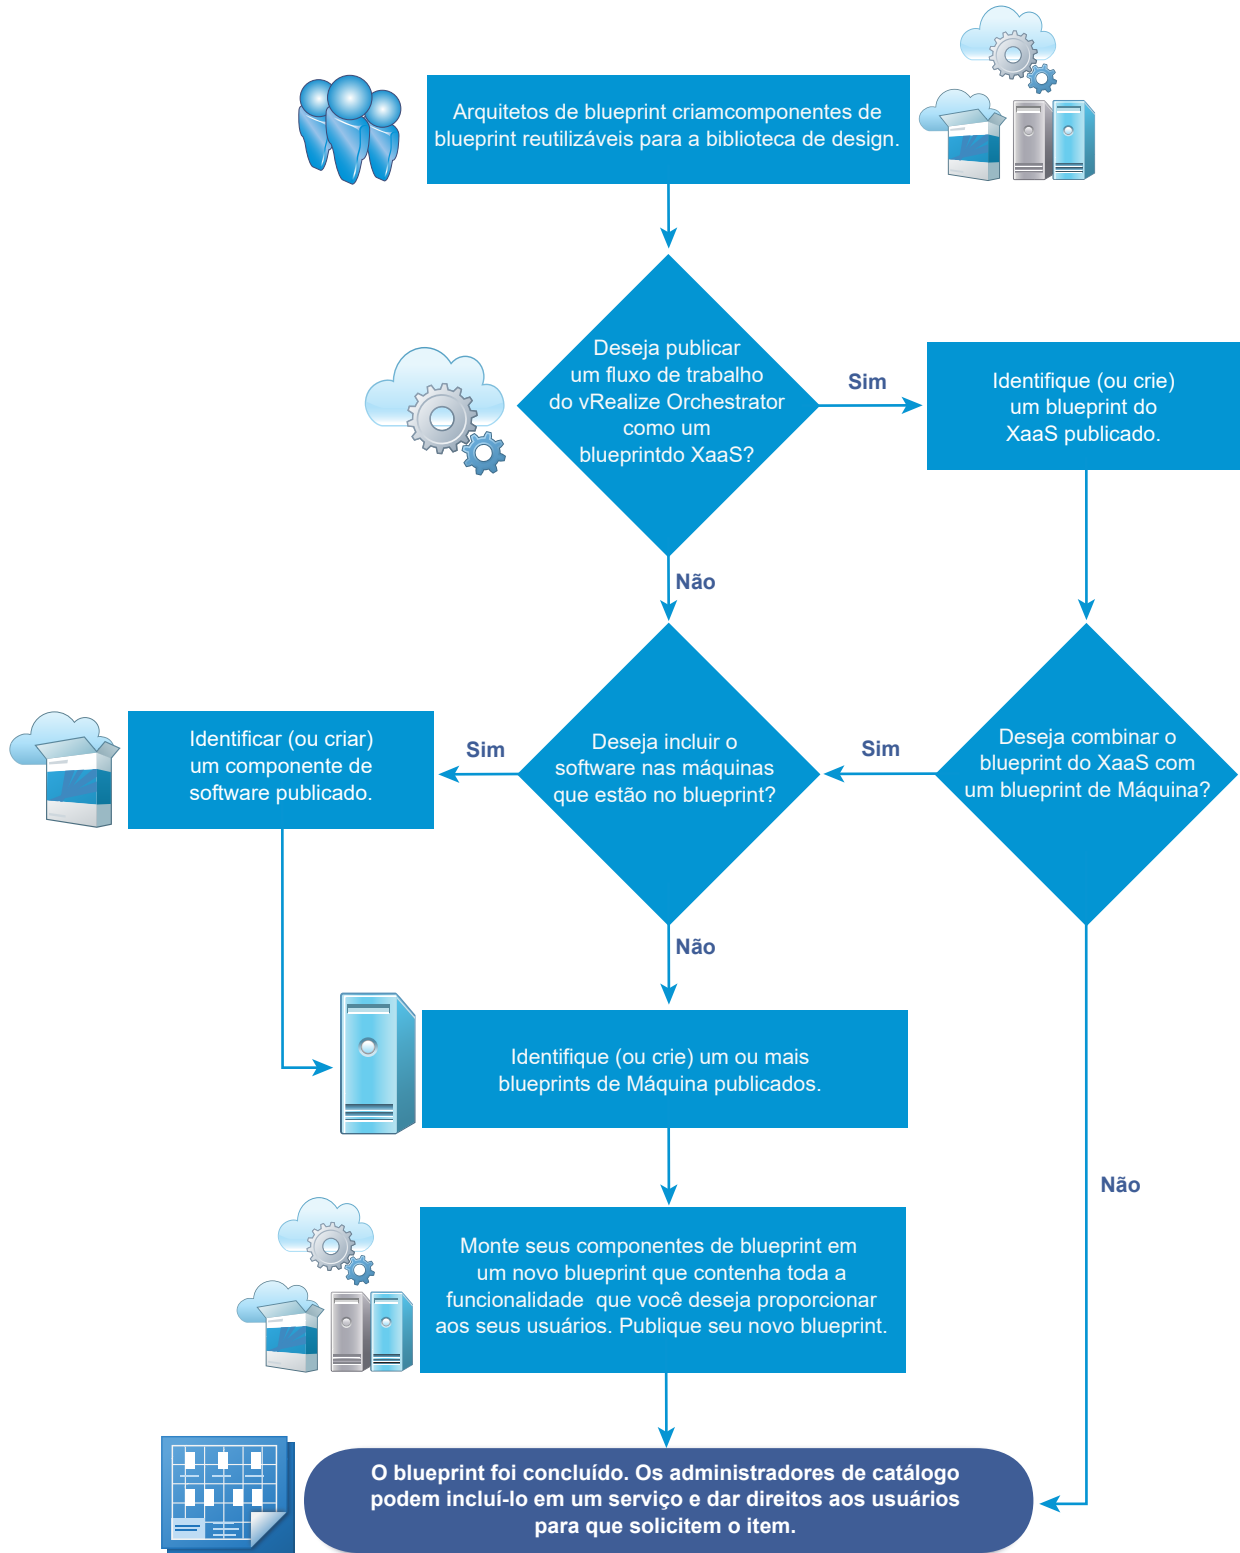 Arquitetos de blueprint criamcomponentes de
blueprint reutilizáveis para a biblioteca de design.
Deseja publicar
um fluxo de trabalho
do vRealize Orchestrator
como um
blueprintdo XaaS?
Sim
Identifique (ou crie)
um blueprint do
XaaS publicado.
Não
Identificar (ou criar)
um componente de
software publicado.
Sim
Deseja incluir o
software nas máquinas
que estão no blueprint?
Sim
Deseja combinar o
blueprint do XaaS com
um blueprint de Máquina?
Não
Identifique (ou crie) um ou mais
blueprints de Máquina publicados.
Não
Monte seus componentes de blueprint em
um novo blueprint que contenha toda a
funcionalidade  que você deseja proporcionar
aos seus usuários. Publique seu novo blueprint.
O blueprint foi concluído. Os administradores de catálogo
podem incluí-lo em um serviço e dar direitos aos usuários
para que solicitem o item.